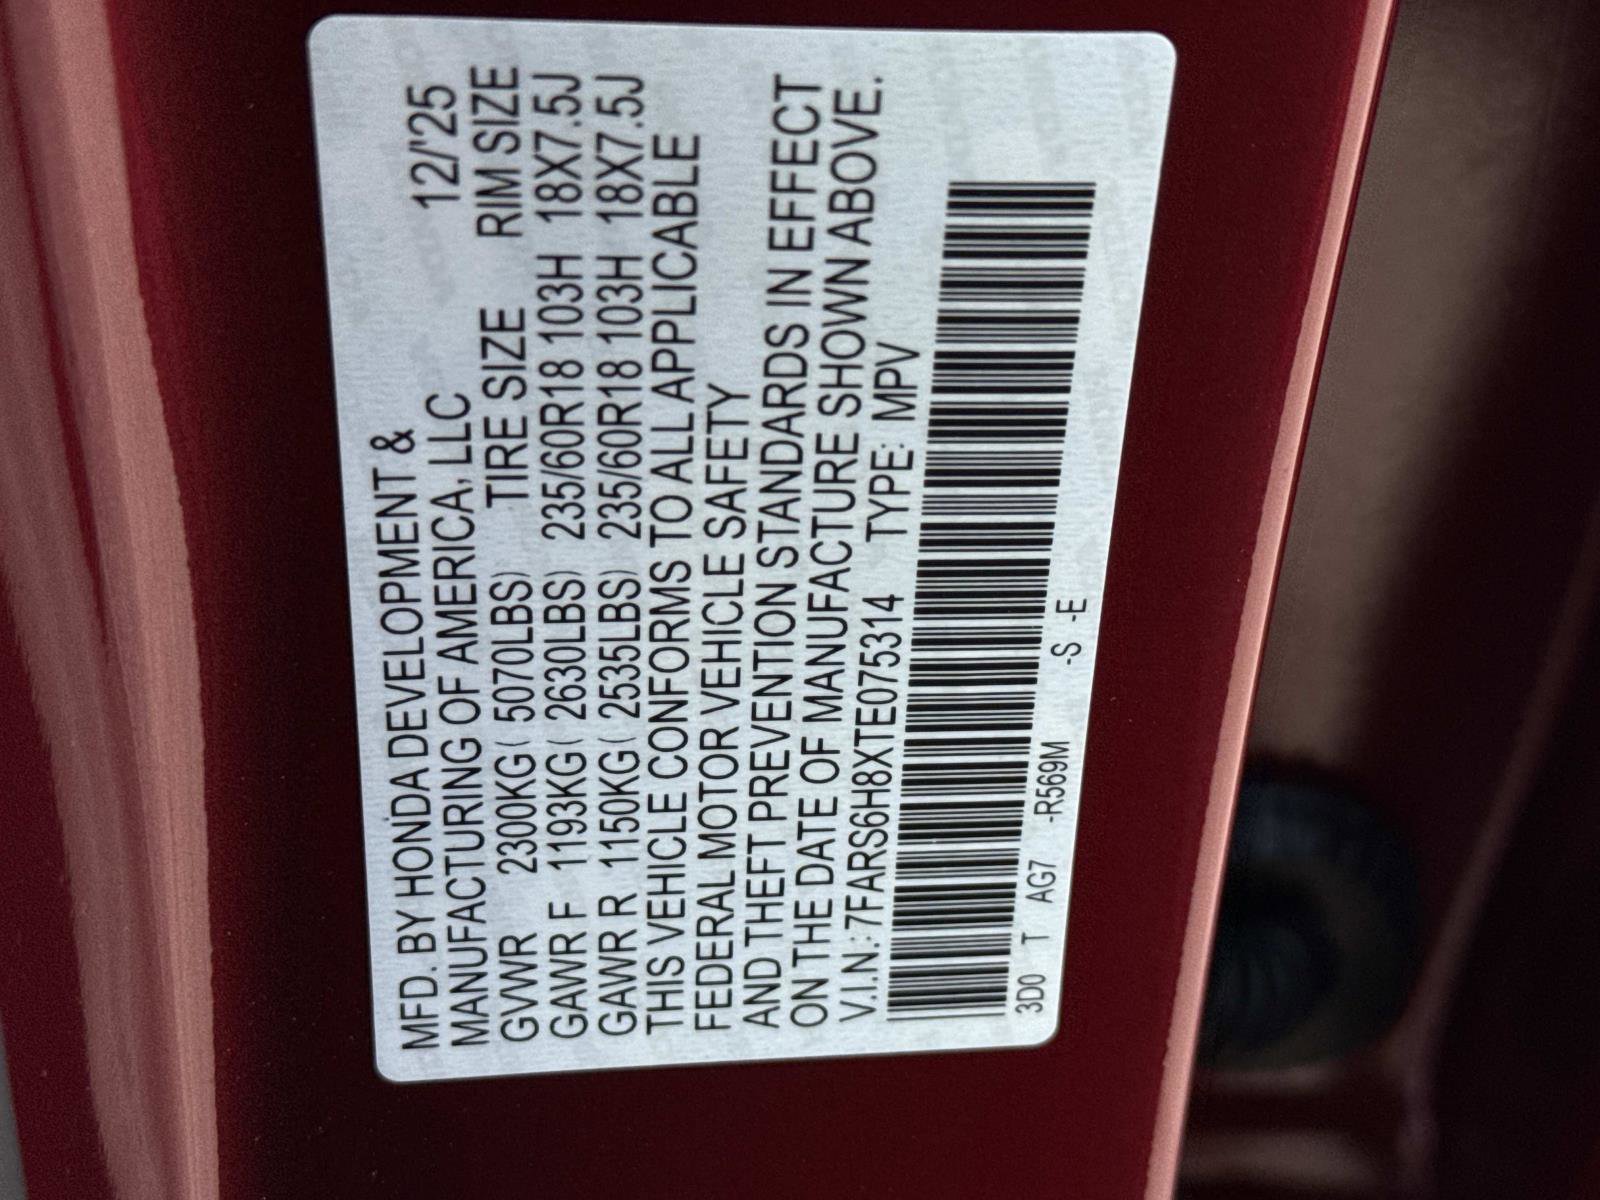 MFD. BY HONDA DEVELOPMENT &
MANUFACTURING OF AMERICA, LLC 12/'25
GVWR 2300KG( 5070LBS) TIRE SIZE RIM SIZE
GAWR F 1193KG( 2630LBS) 235/60R18 103H 18X7.5J
GAWR R 1150KG( 2535LBS) 235/60R18 103H 18X7.5J
THIS VEHICLE CONFORMS TO ALL APPLICABLE
FEDERAL MOTOR VEHICLE SAFETY
AND THEFT PREVENTION STANDARDS IN EFFECT
ON THE DATE OF MANUFACTURE SHOWN ABOVE.
V.I.N.: 7FARS6H8XTE075314 TYPE: MPV
3D0 T AG7 -R569M -S -E